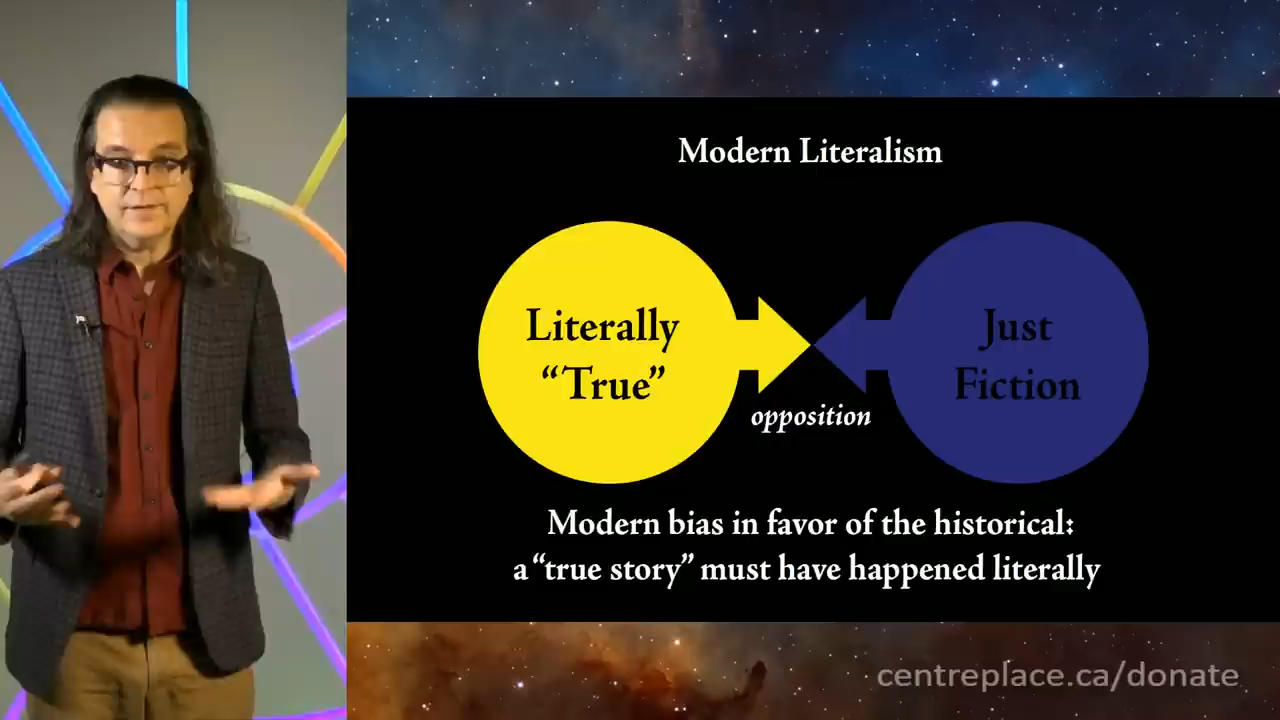 Modern Literalism
Literally
“True”
Just
Fiction
opposition
Modern bias in favor of the historical:
a “true story” must have happened literally
centreplace.ca/donate